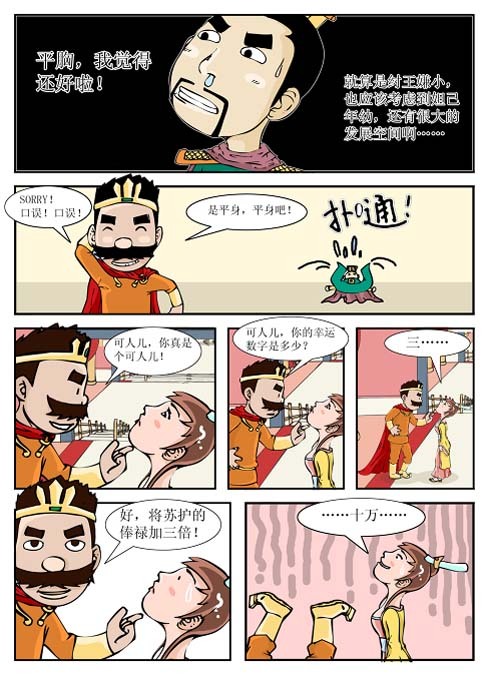 平胸，我觉得
还好啦！
就算是纣王嫌小，
也应该考虑到妲己
年幼，还有很大的
发展空间啊……
SORRY！
口误！口误！
是平身，平身吧！
扑通！
可人儿，你真是
个可人儿！
可人儿，你的幸运
数字是多少？
三……
好，将苏护的
俸禄加三倍！
……十万……